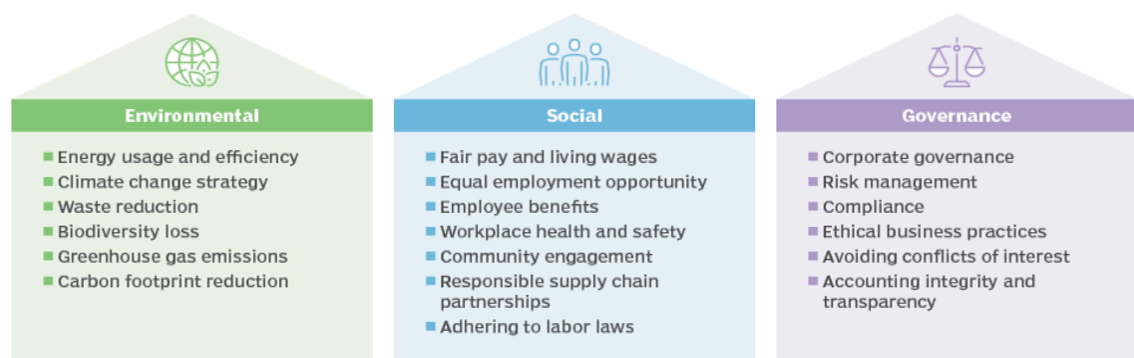 Environmental
Energy usage and efficiency
Climate change strategy
Waste reduction
Biodiversity loss
Greenhouse gas emissions
Carbon footprint reduction
Social
Fair pay and living wages
Equal employment opportunity
Employee benefits
Workplace health and safety
Community engagement
Responsible supply chain
partnerships
Adhering to labor laws
Governance
Corporate governance
Risk management
Compliance
Ethical business practices
Avoiding conflicts of interest
Accounting integrity and
transparency